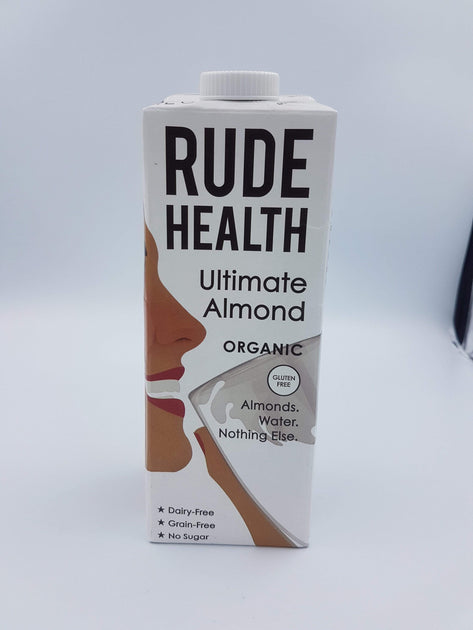 RUDE
HEALTH
Ultimate
Almond
ORGANIC
GLUTEN
FREE
Almonds.
Water.
Nothing Else.
★ Dairy-Free
★ Grain-Free
★ No Sugar